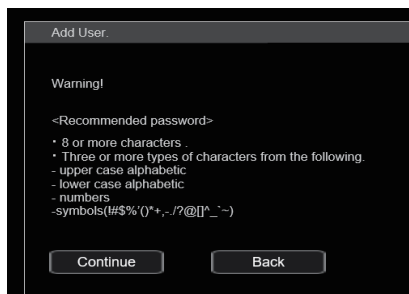 Add User.
Warning!
<Recommended password>
・8 or more characters .
・Three or more types of characters from the following.
- upper case alphabetic
- lower case alphabetic
- numbers
-symbols(!#$%'()*+,-./?@[]^_`~)
Continue
Back